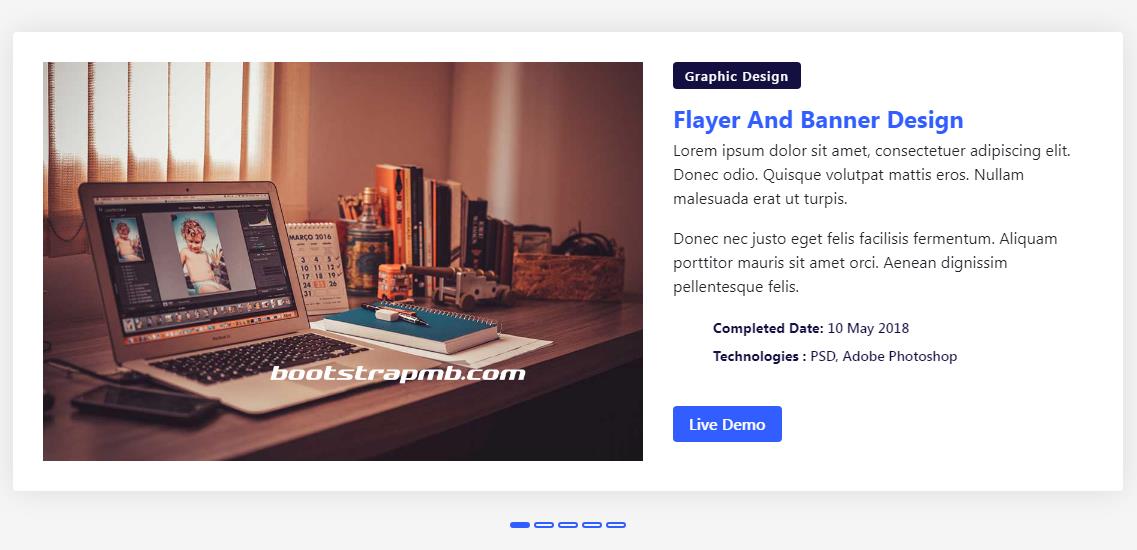 Graphic Design
Flayer And Banner Design
Lorem ipsum dolor sit amet, consectetuer adipiscing elit.
Donec odio. Quisque volutpat mattis eros. Nullam
malesuada erat ut turpis.
Donec nec justo eget felis facilisis fermentum. Aliquam
porttitor mauris sit amet orci. Aenean dignissim
pellentesque felis.
Completed Date: 10 May 2018
Technologies : PSD, Adobe Photoshop
Live Demo
MARÇO 2016
bootstrapmb.com